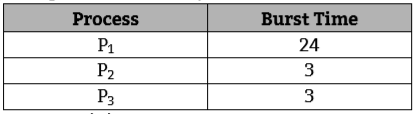 Process Burst Time
P₁ 24
P₂ 3
P₃ 3